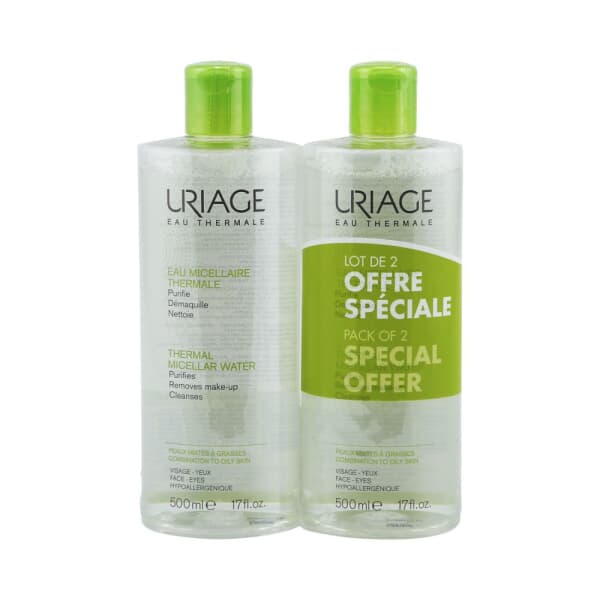 URIAGE
EAU THERMALE
EAU MICELLAIRE
THERMALE
Purifie
Démaquille
Nettoie
THERMAL
MICELLAR WATER
Purifies
Removes make-up
Cleanses
PEAUX MIXTES À GRASSES
COMBINATION TO OILY SKIN
VISAGE - YEUX
FACE - EYES
HYPOALLERGÉNIQUE
500ml e 17fl.oz.
URIAGE
EAU THERMALE
LOT DE 2
OFFRE
SPÉCIALE
PACK OF 2
SPECIAL
OFFER
PEAUX MIXTES À GRASSES
COMBINATION TO OILY SKIN
VISAGE - YEUX
FACE - EYES
HYPOALLERGÉNIQUE
500ml e 17fl.oz.